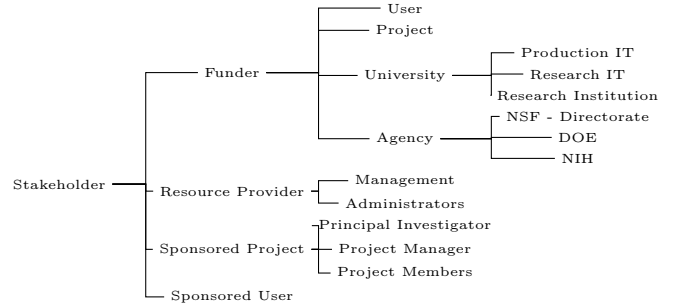 User
Project
Funder
University
Production IT
Research IT
Research Institution
Agency
NSF - Directorate
DOE
NIH
Stakeholder
Resource Provider
Management
Administrators
Sponsored Project
Principal Investigator
Project Manager
Project Members
Sponsored User